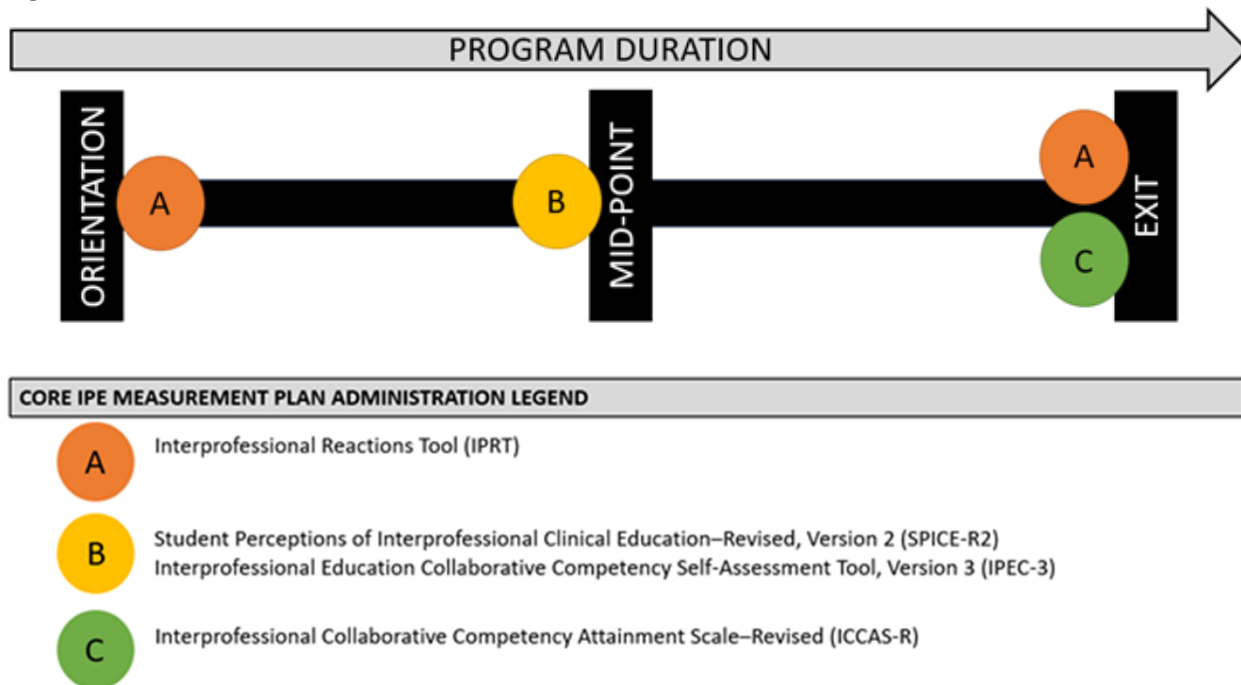 PROGRAM DURATION
ORIENTATION
A
B
MID-POINT
A
C
EXIT
CORE IPE MEASUREMENT PLAN ADMINISTRATION LEGEND
A
Interprofessional Reactions Tool (IPRT)
B
Student Perceptions of Interprofessional Clinical Education–Revised, Version 2 (SPICE-R2)
Interprofessional Education Collaborative Competency Self-Assessment Tool, Version 3 (IPEC-3)
C
Interprofessional Collaborative Competency Attainment Scale–Revised (ICCAS-R)